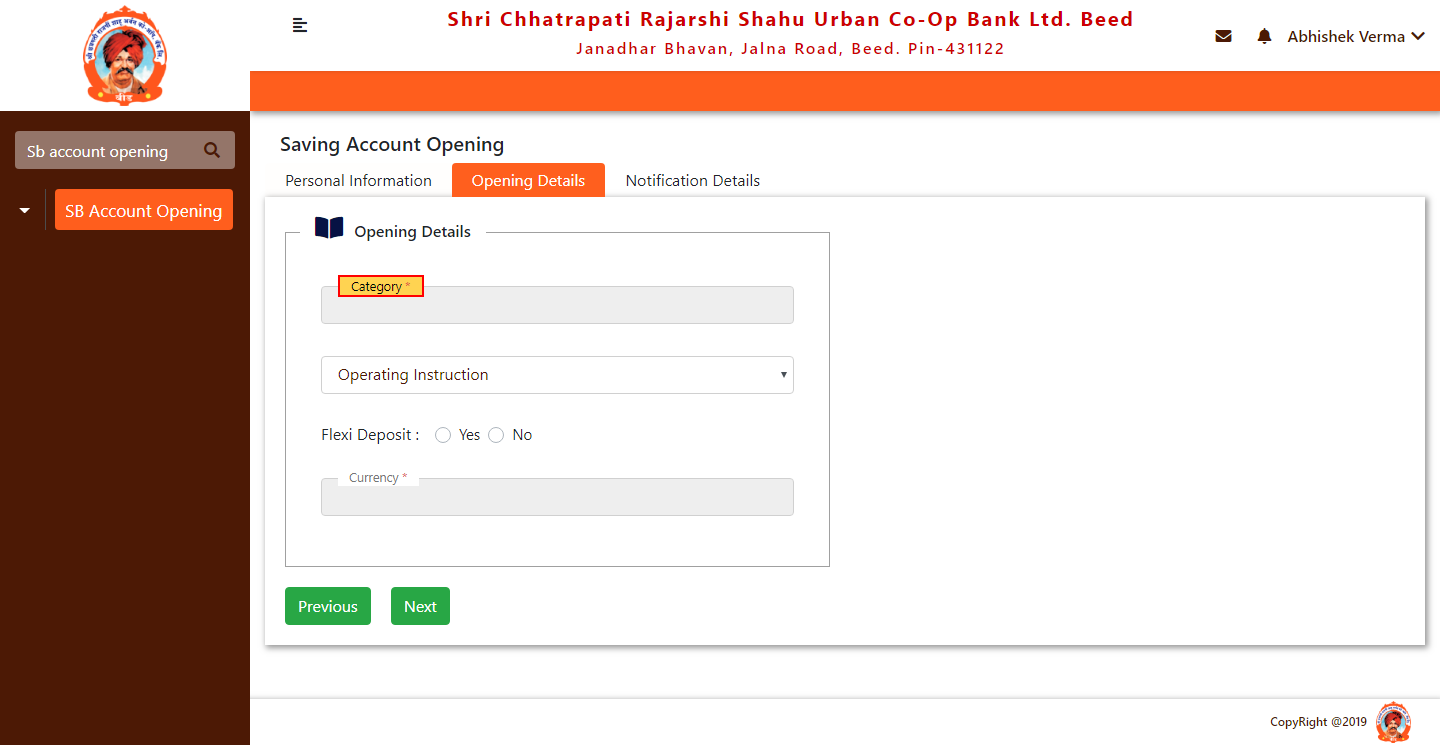 Shri Chhatrapati Rajarshi Shahu Urban Co-Op Bank Ltd. Beed
Janadhar Bhavan, Jalna Road, Beed. Pin-431122
Abhishek Verma
बीड
Sb account opening
SB Account Opening
Saving Account Opening
Personal Information
Opening Details
Notification Details
Opening Details
Category *
Operating Instruction
Flexi Deposit :
Yes
No
Currency *
Previous
Next
CopyRight @2019